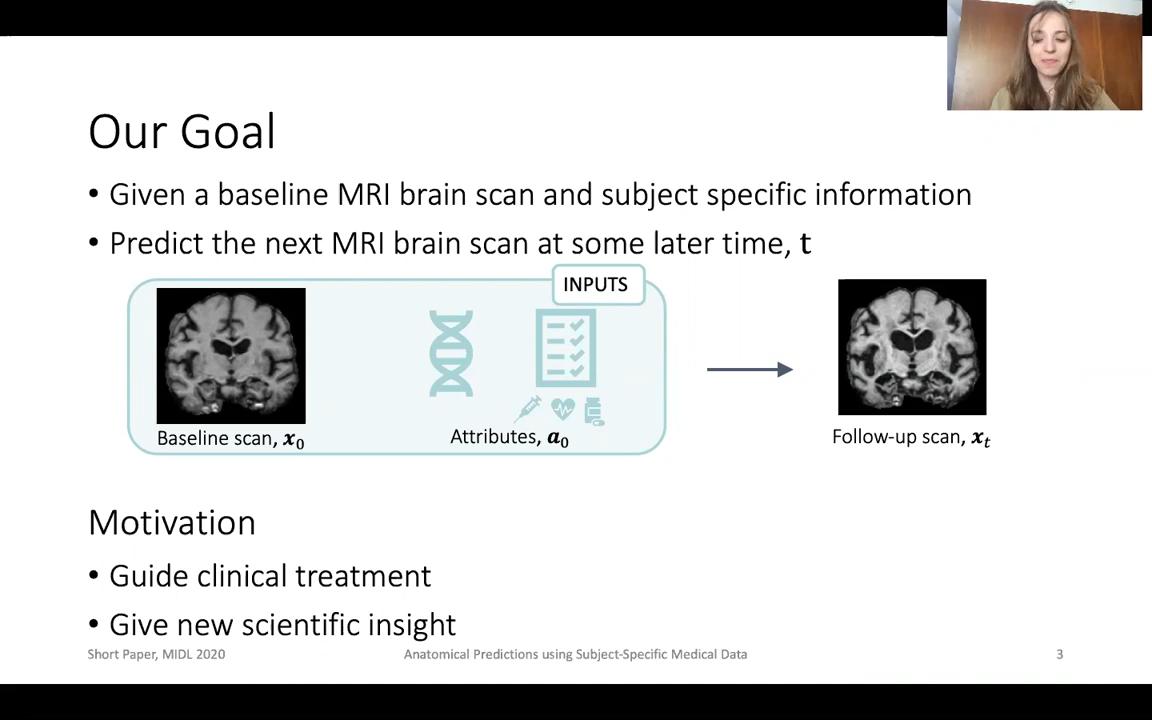 Our Goal
• Given a baseline MRI brain scan and subject specific information
• Predict the next MRI brain scan at some later time, t
INPUTS
Baseline scan, x₀
Attributes, a₀
Follow-up scan, xₜ
Motivation
• Guide clinical treatment
• Give new scientific insight
Short Paper, MIDL 2020
Anatomical Predictions using Subject-Specific Medical Data
3